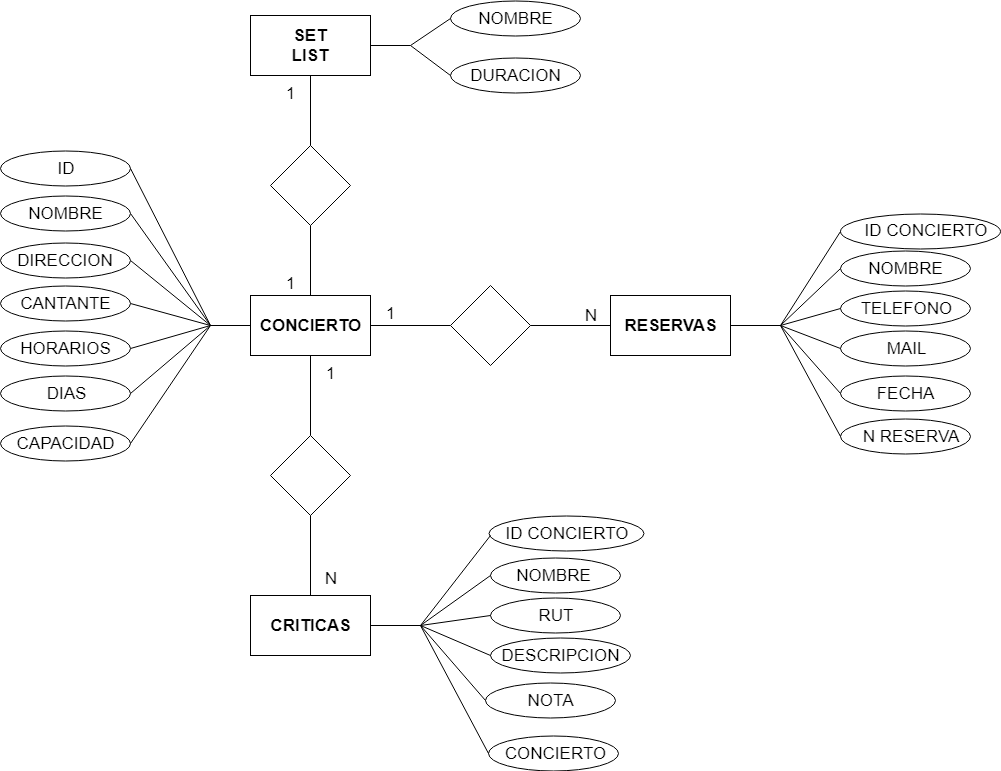 NOMBRE
SET
LIST
DURACION
1
ID
NOMBRE
DIRECCION
CANTANTE
HORARIOS
DIAS
CAPACIDAD
1
CONCIERTO
1
N
RESERVAS
ID CONCIERTO
NOMBRE
TELEFONO
MAIL
FECHA
N RESERVA
1
N
CRITICAS
ID CONCIERTO
NOMBRE
RUT
DESCRIPCION
NOTA
CONCIERTO